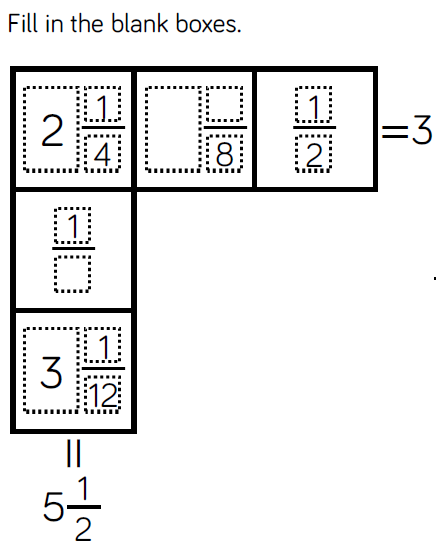 Fill in the blank boxes.
2 1/4 /8 1/2 =3
1/
3 1/12
=
5 1/2